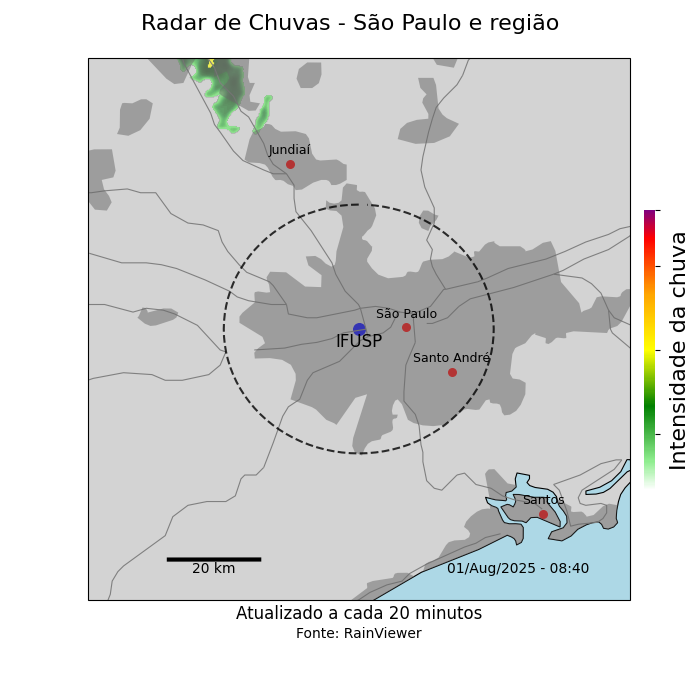 Radar de Chuvas - São Paulo e região
Jundiaí
São Paulo
IFUSP
Santo André
Intensidade da chuva
Santos
20 km
01/Aug/2025 - 08:40
Atualizado a cada 20 minutos
Fonte: RainViewer